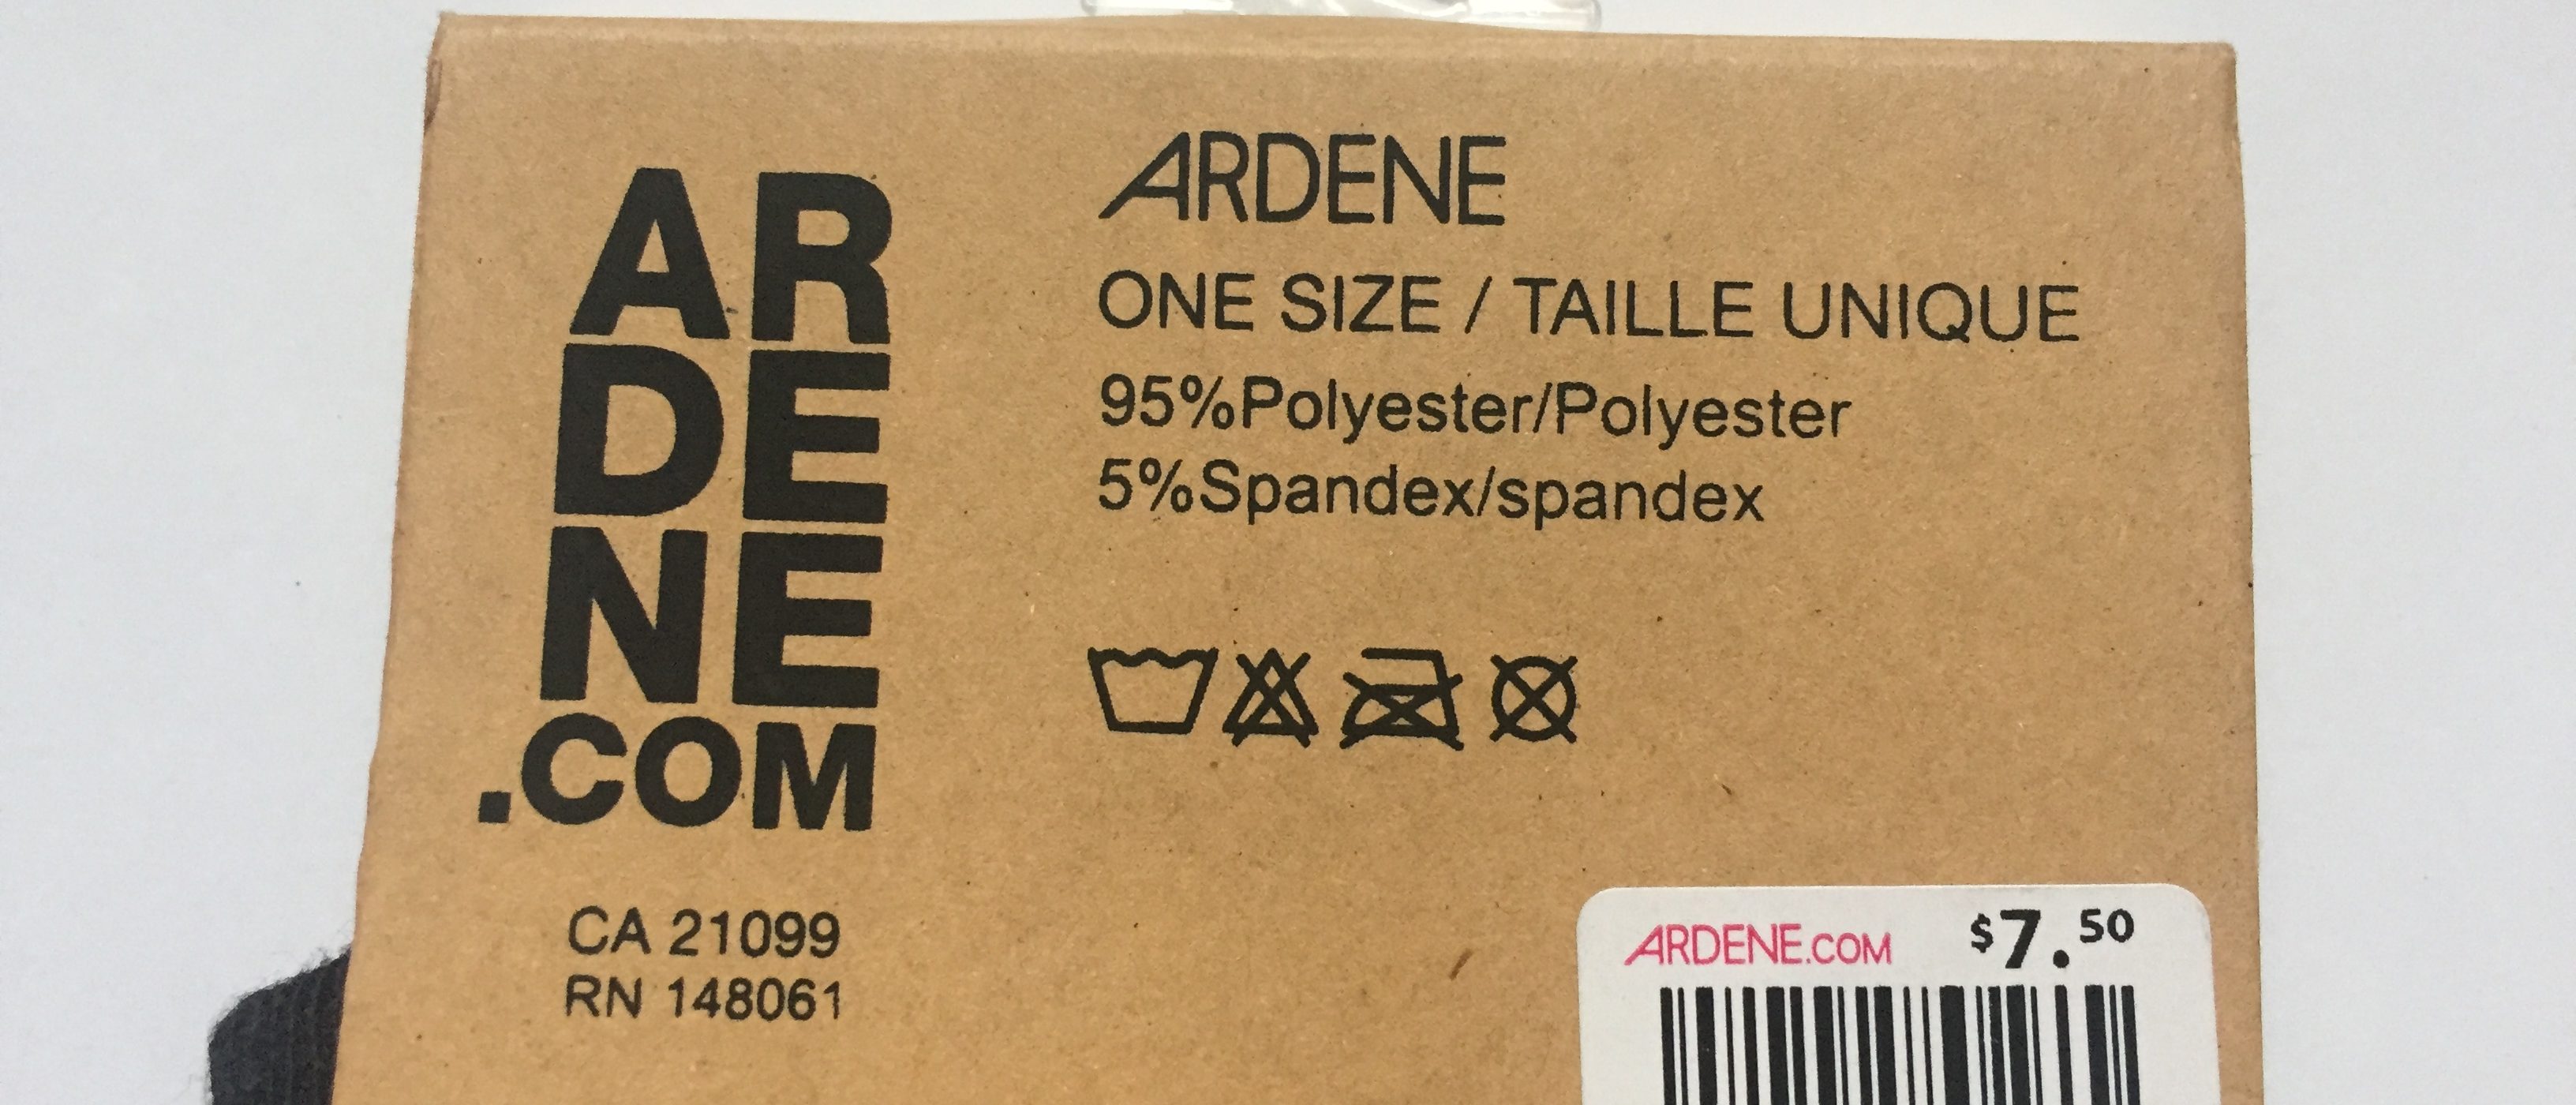 AR
DE
NE
.COM
CA 21099
RN 148061
ARDENE
ONE SIZE / TAILLE UNIQUE
95%Polyester/Polyester
5%Spandex/spandex
ARDENE.COM $7.50